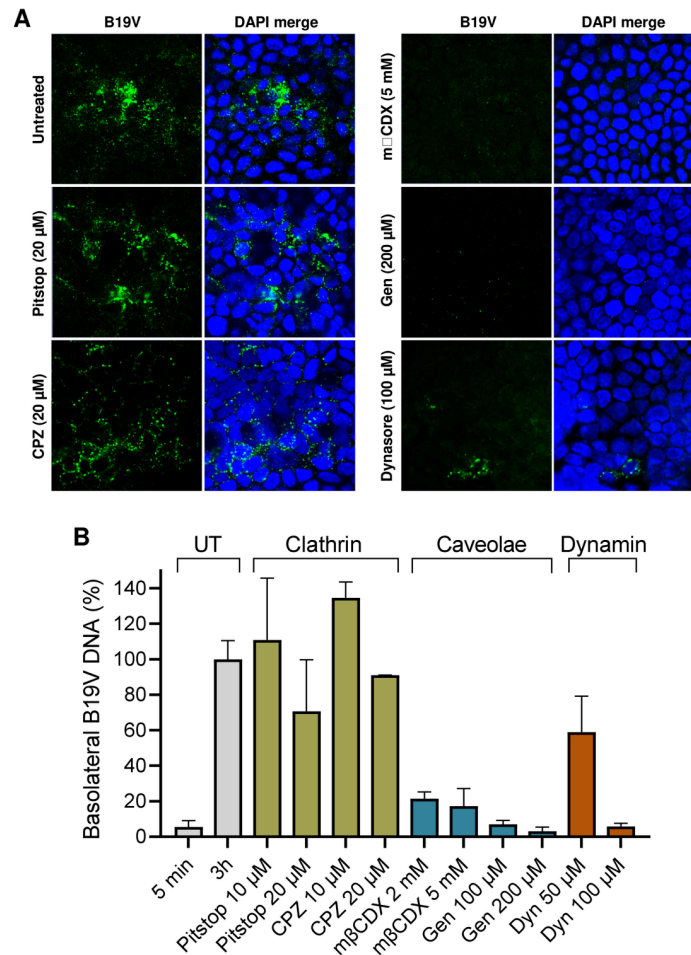 A
B19V
DAPI merge
B19V
DAPI merge
Untreated
Pitstop (20 µM)
CPZ (20 µM)
m□CDX (5 mM)
Gen (200 µM)
Dynasore (100 µM)
B
UT
Clathrin
Caveolae
Dynamin
Basolateral B19V DNA (%)
140
120
100
80
60
40
20
0
5 min
3h
Pitstop 10 µM
Pitstop 20 µM
CPZ 10 µM
CPZ 20 µM
mβCDX 2 mM
mβCDX 5 mM
Gen 100 µM
Gen 200 µM
Dyn 50 µM
Dyn 100 µM